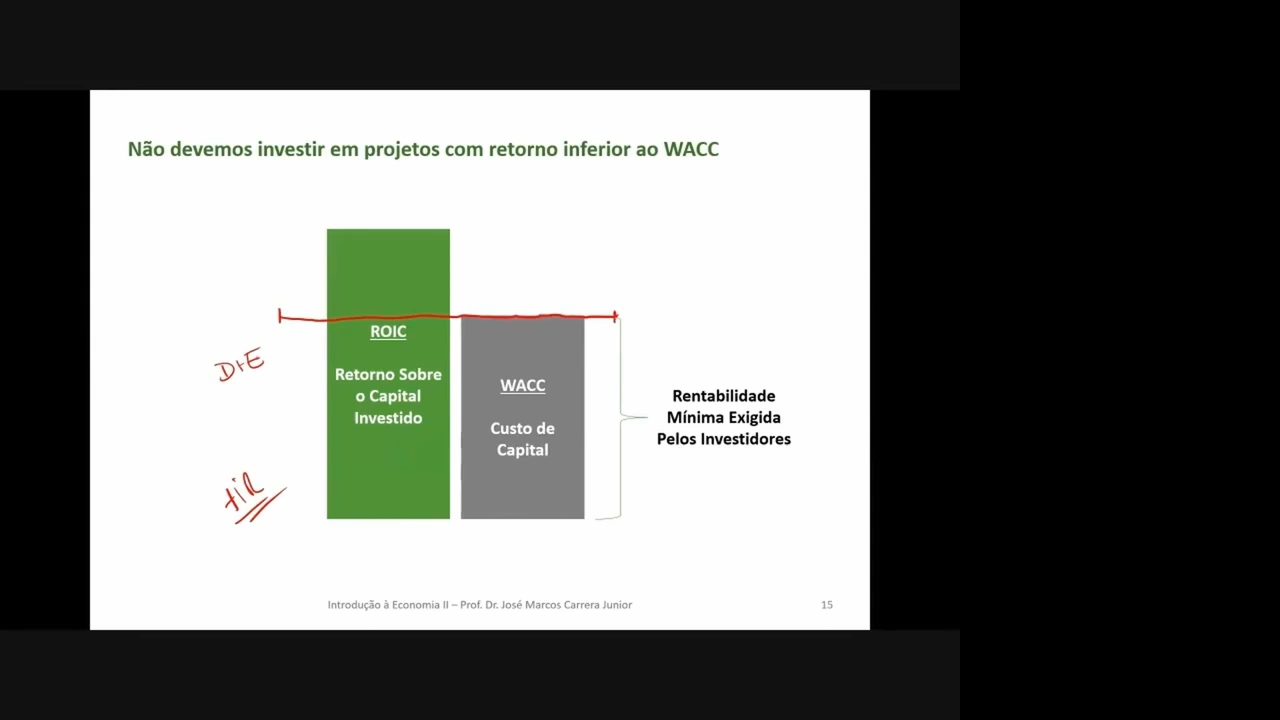 Não devemos investir em projetos com retorno inferior ao WACC
ROIC
Retorno Sobre
o Capital
Investido
WACC
Custo de
Capital
Rentabilidade
Mínima Exigida
Pelos Investidores
D+E
tiR
Introdução à Economia II – Prof. Dr. José Marcos Carrera Junior
15